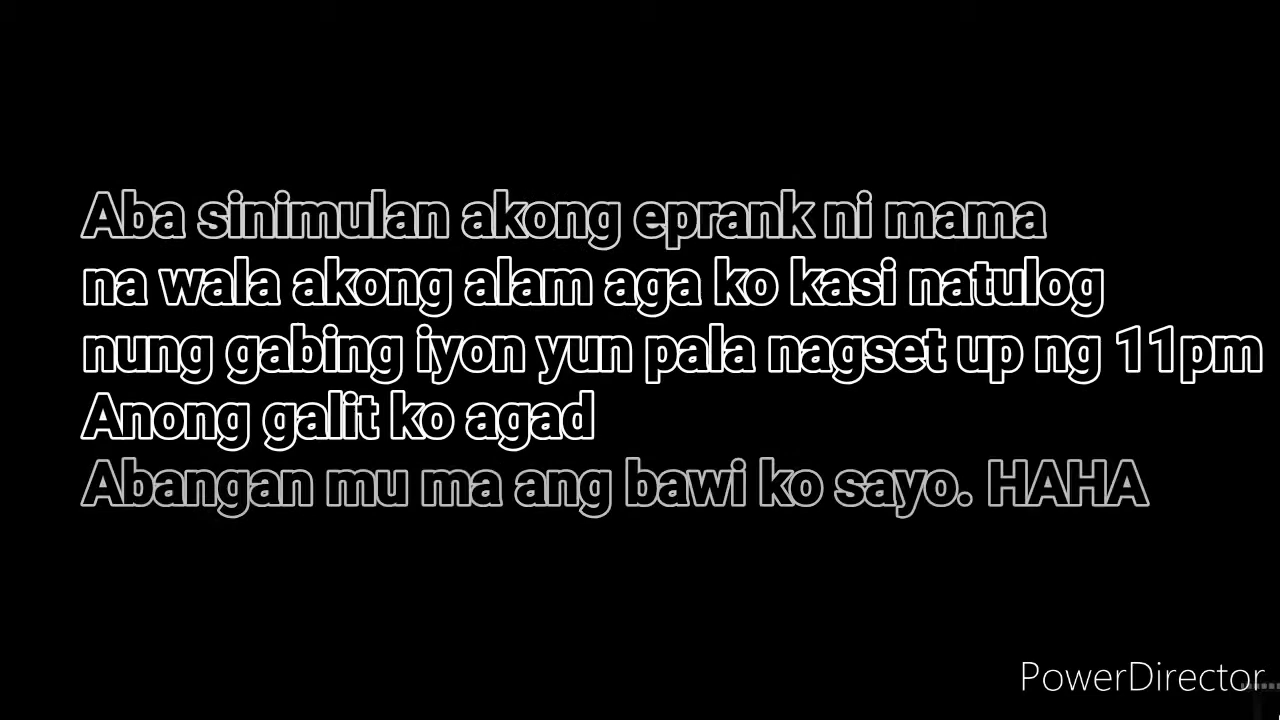 Aba sinimulan akong eprank ni mama
na wala akong alam aga ko kasi natulog
nung gabing iyon yun pala nagset up ng 11pm
Anong galit ko agad
Abangan mu ma ang bawi ko sayo. HAHA
PowerDirector